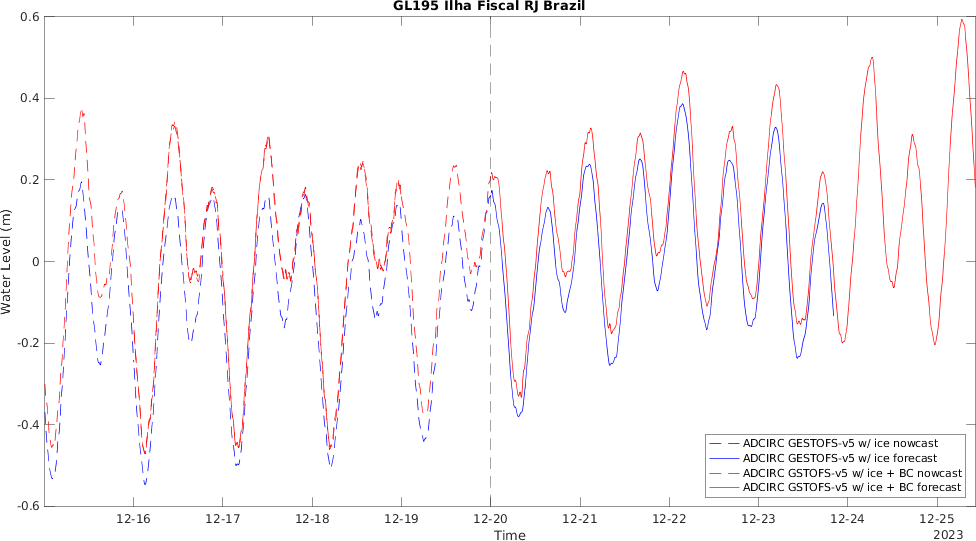 GL195 Ilha Fiscal RJ Brazil
0.6
0.4
0.2
0
-0.2
-0.4
-0.6
Water Level (m)
12-16 12-17 12-18 12-19 12-20 12-21 12-22 12-23 12-24 12-25
Time
2023
ADCIRC GESTOFS-v5 w/ ice nowcast
ADCIRC GESTOFS-v5 w/ ice forecast
ADCIRC GSTOFS-v5 w/ ice + BC nowcast
ADCIRC GSTOFS-v5 w/ ice + BC forecast